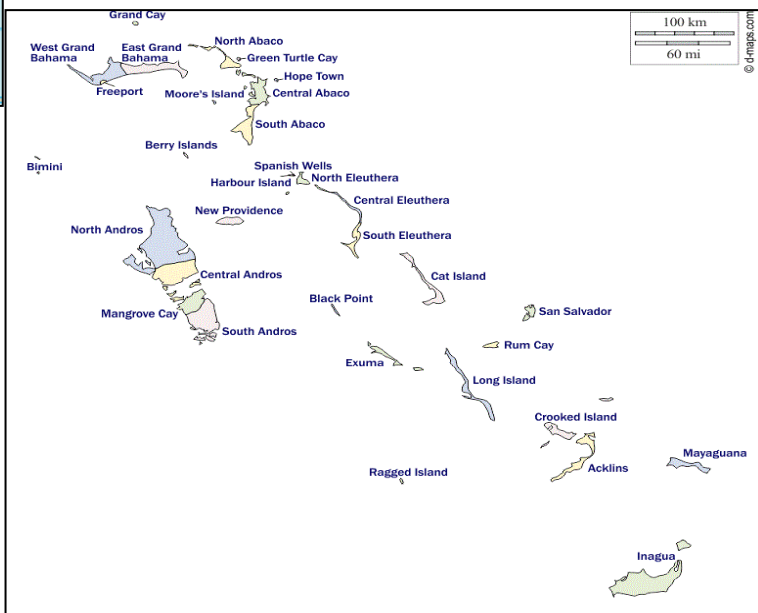 Grand Cay
100 km
60 mi
© d-maps.com
West Grand
Bahama
East Grand
Bahama
North Abaco
Green Turtle Cay
Hope Town
Freeport
Moore's Island
Central Abaco
South Abaco
Berry Islands
Bimini
Spanish Wells
North Eleuthera
Harbour Island
Central Eleuthera
New Providence
North Andros
South Eleuthera
Central Andros
Cat Island
Black Point
Mangrove Cay
San Salvador
South Andros
Rum Cay
Exuma
Long Island
Crooked Island
Mayaguana
Acklins
Ragged Island
Inagua